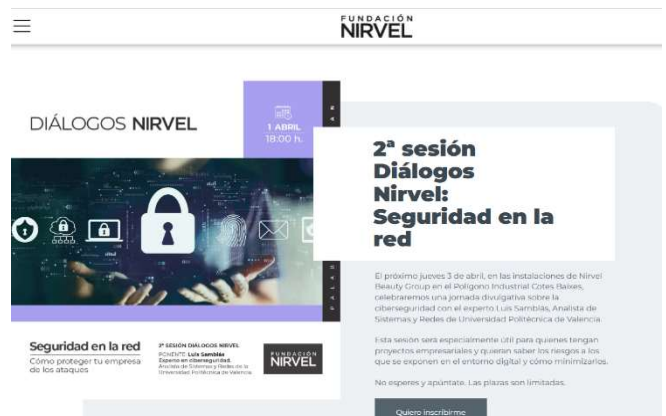 FUNDACIÓN
NIRVEL
DIÁLOGOS NIRVEL
1 ABRIL
18:00 h.
2ª sesión
Diálogos
Nirvel:
Seguridad en la
red
El próximo jueves 3 de abril, en las instalaciones de Nirvel
Beauty Group en el Polígono Industrial Cotes Baixes,
celebraremos una jornada divulgativa sobre la
ciberseguridad con el experto Luis Samblás, Analista de
Sistemas y Redes de Universidad Politécnica de Valencia.
Esta sesión será especialmente útil para quienes tengan
proyectos empresariales y quieran saber los riesgos a los
que se exponen en el entorno digital y cómo minimizarlos.
No esperes y apúntate. Las plazas son limitadas.
Quiero inscribirme
Seguridad en la red
Cómo proteger tu empresa
de los ataques
2ª SESIÓN DIÁLOGOS NIRVEL
PONENTE: Luis Samblás
Experto en ciberseguridad.
Analista de Sistemas y Redes de la
Universidad Politécnica de Valencia.
FUNDACIÓN
NIRVEL